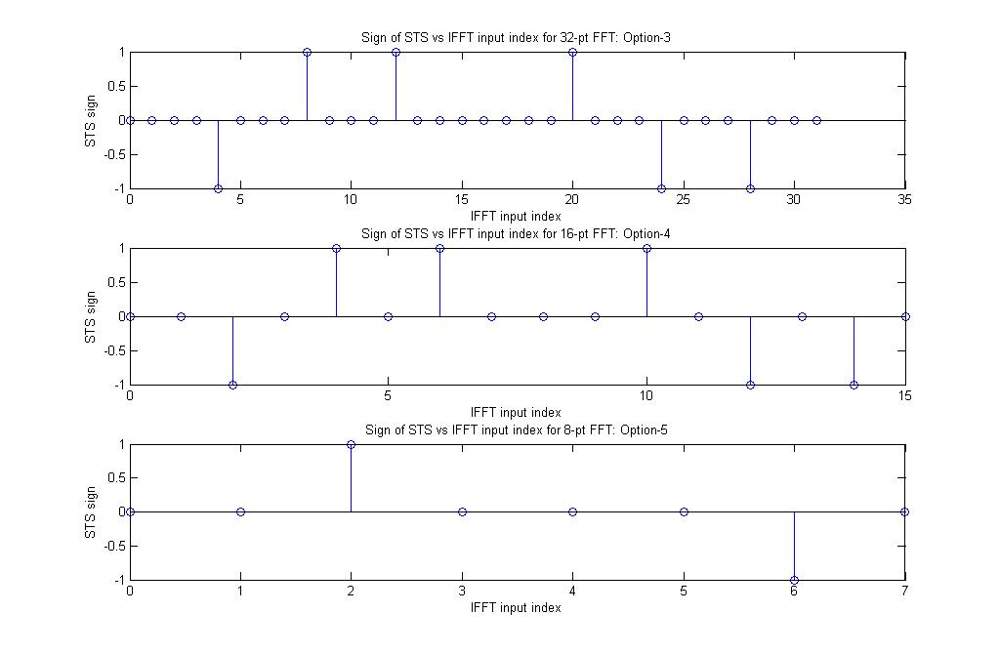 Sign of STS vs IFFT input index for 32-pt FFT: Option-3
1
0.5
0
-0.5
-1
STS sign
0 5 10 15 20 25 30 35
IFFT input index
Sign of STS vs IFFT input index for 16-pt FFT: Option-4
1
0.5
0
-0.5
-1
STS sign
0 5 10 15
IFFT input index
Sign of STS vs IFFT input index for 8-pt FFT: Option-5
1
0.5
0
-0.5
-1
STS sign
0 1 2 3 4 5 6 7
IFFT input index